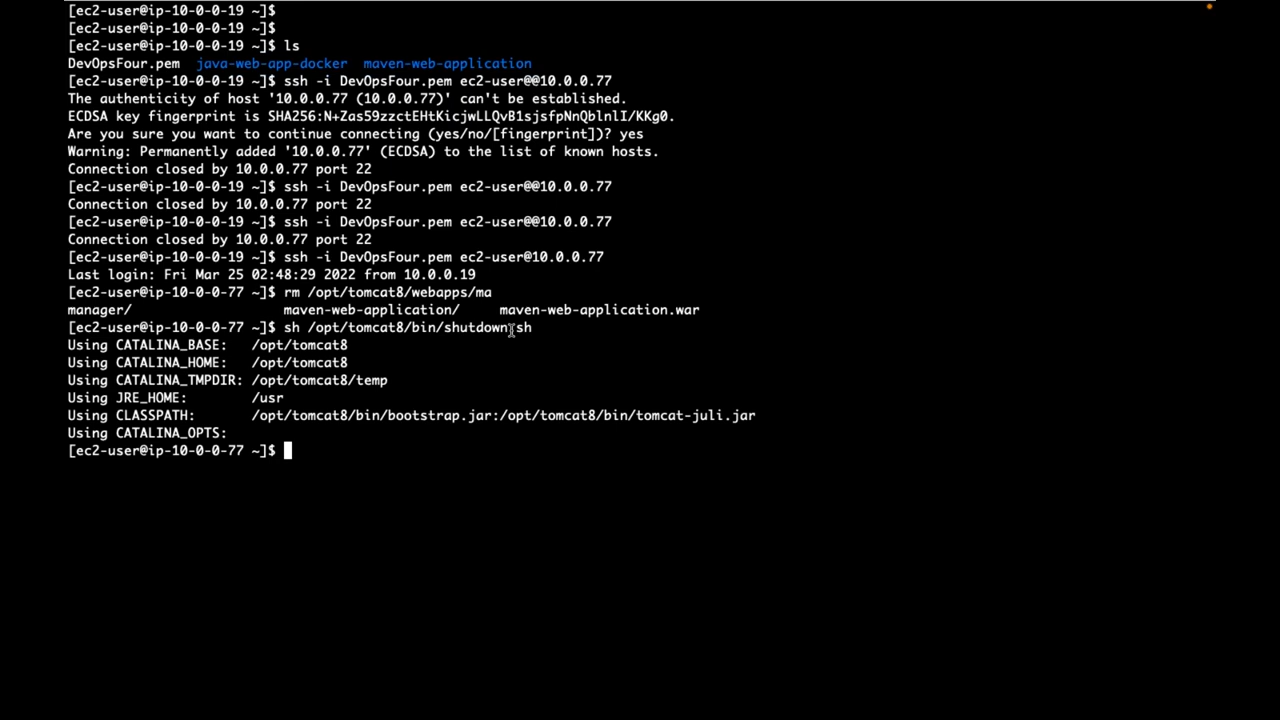 [ec2-user@ip-10-0-0-19 ~]$
[ec2-user@ip-10-0-0-19 ~]$
[ec2-user@ip-10-0-0-19 ~]$ ls
DevOpsFour.pem  java-web-app-docker  maven-web-application
[ec2-user@ip-10-0-0-19 ~]$ ssh -i DevOpsFour.pem ec2-user@@10.0.0.77
The authenticity of host '10.0.0.77 (10.0.0.77)' can't be established.
ECDSA key fingerprint is SHA256:N+Zas59zzctEHtKicjwLLQvB1sjsfpNnQblnlI/KKg0.
Are you sure you want to continue connecting (yes/no/[fingerprint])? yes
Warning: Permanently added '10.0.0.77' (ECDSA) to the list of known hosts.
Connection closed by 10.0.0.77 port 22
[ec2-user@ip-10-0-0-19 ~]$ ssh -i DevOpsFour.pem ec2-user@@10.0.0.77
Connection closed by 10.0.0.77 port 22
[ec2-user@ip-10-0-0-19 ~]$ ssh -i DevOpsFour.pem ec2-user@@10.0.0.77
Connection closed by 10.0.0.77 port 22
[ec2-user@ip-10-0-0-19 ~]$ ssh -i DevOpsFour.pem ec2-user@10.0.0.77
Last login: Fri Mar 25 02:48:29 2022 from 10.0.0.19
[ec2-user@ip-10-0-0-77 ~]$ rm /opt/tomcat8/webapps/ma
manager/                   maven-web-application/     maven-web-application.war
[ec2-user@ip-10-0-0-77 ~]$ sh /opt/tomcat8/bin/shutdown.sh
Using CATALINA_BASE:   /opt/tomcat8
Using CATALINA_HOME:   /opt/tomcat8
Using CATALINA_TMPDIR: /opt/tomcat8/temp
Using JRE_HOME:        /usr
Using CLASSPATH:       /opt/tomcat8/bin/bootstrap.jar:/opt/tomcat8/bin/tomcat-juli.jar
Using CATALINA_OPTS:
[ec2-user@ip-10-0-0-77 ~]$